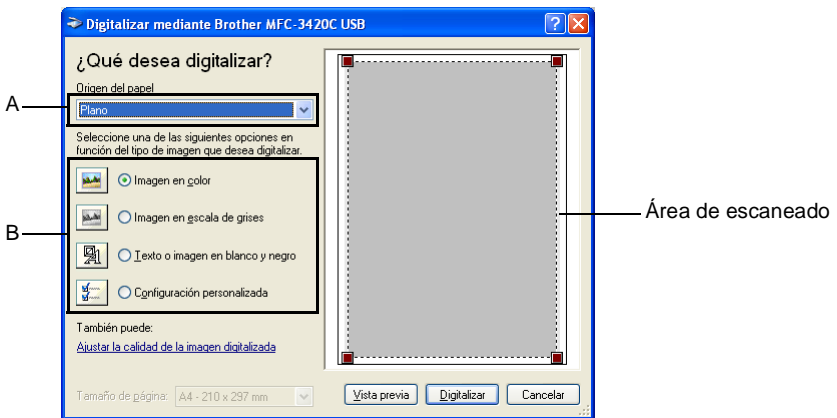 Digitalizar mediante Brother MFC-3420C USB
¿Qué desea digitalizar?
Origen del papel
A
Plano
Seleccione una de las siguientes opciones en
función del tipo de imagen que desea digitalizar.
B
Imagen en color
Imagen en escala de grises
Texto o imagen en blanco y negro
Configuración personalizada
También puede:
Ajustar la calidad de la imagen digitalizada
Tamaño de página: A4 - 210 x 297 mm
Vista previa Digitalizar Cancelar
Área de escaneado